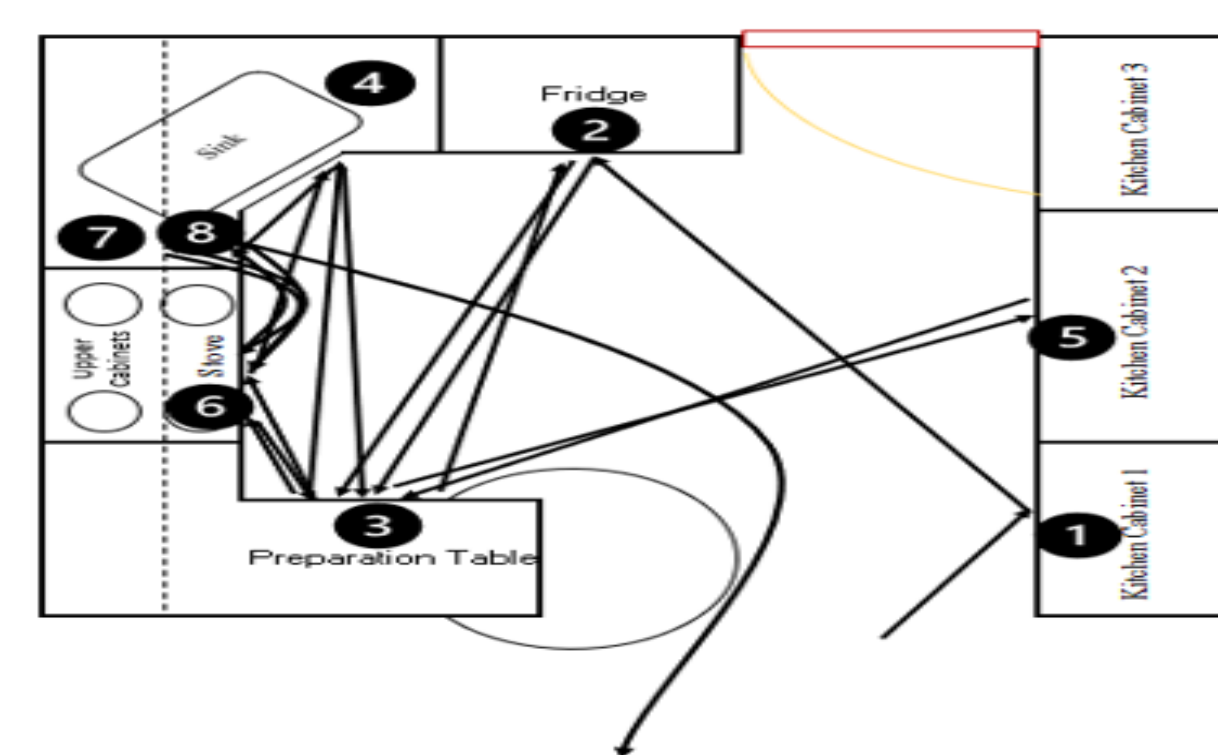 4
Fridge
2
Kitchen Cabinet 3
Sink
7
8
Kitchen Cabinet 2
5
Upper
Cabinets
Stove
6
3
Preparation Table
1
Kitchen Cabinet 1